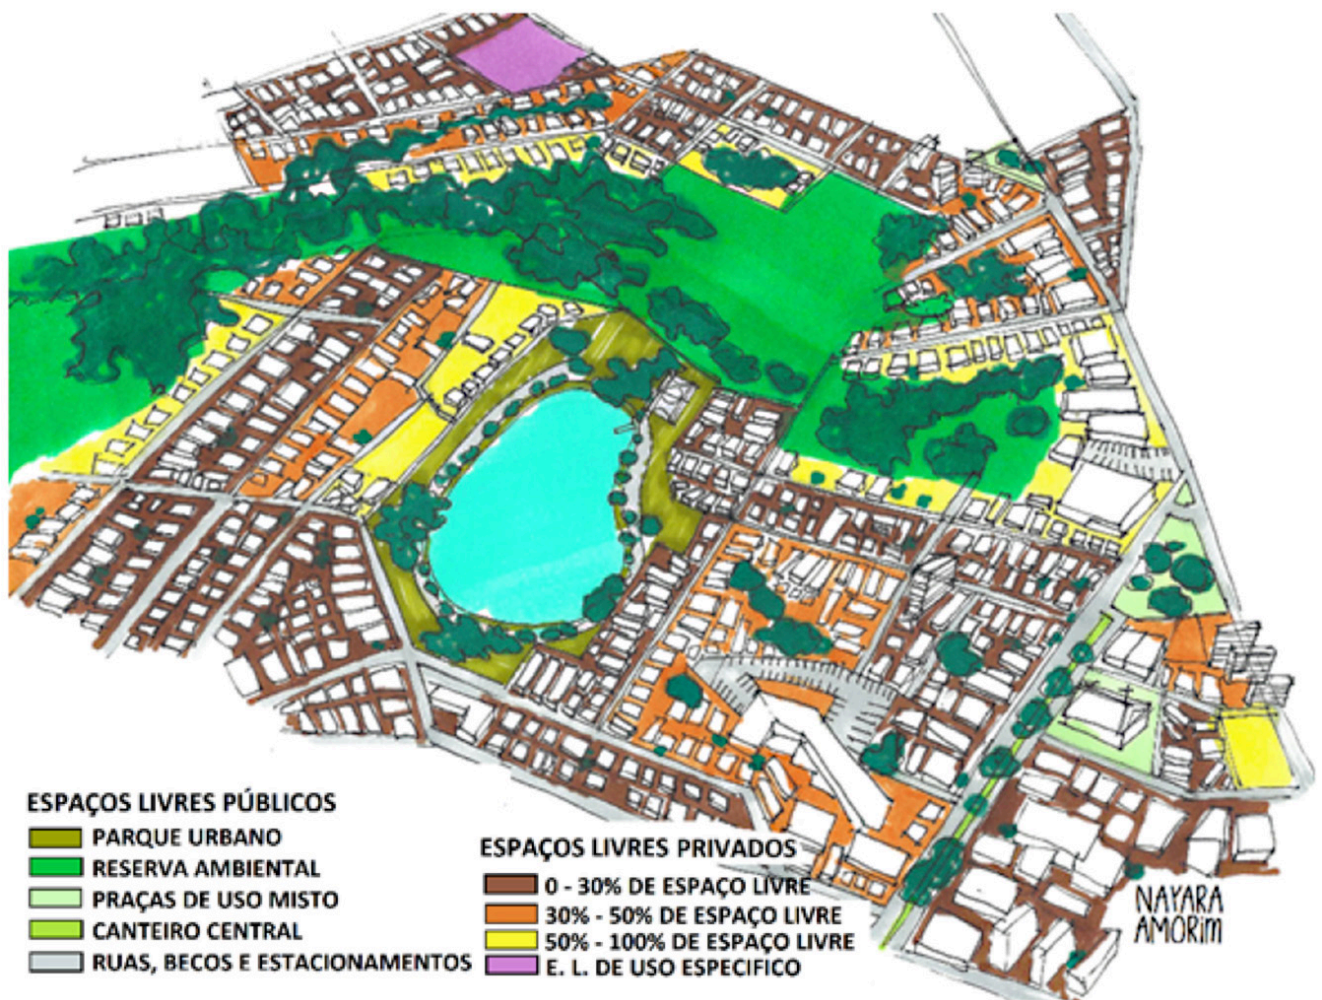 ESPAÇOS LIVRES PÚBLICOS
PARQUE URBANO
RESERVA AMBIENTAL
PRAÇAS DE USO MISTO
CANTEIRO CENTRAL
RUAS, BECOS E ESTACIONAMENTOS
ESPAÇOS LIVRES PRIVADOS
0 - 30% DE ESPAÇO LIVRE
30% - 50% DE ESPAÇO LIVRE
50% - 100% DE ESPAÇO LIVRE
E. L. DE USO ESPECIFICO
NAYARA
AMORIM